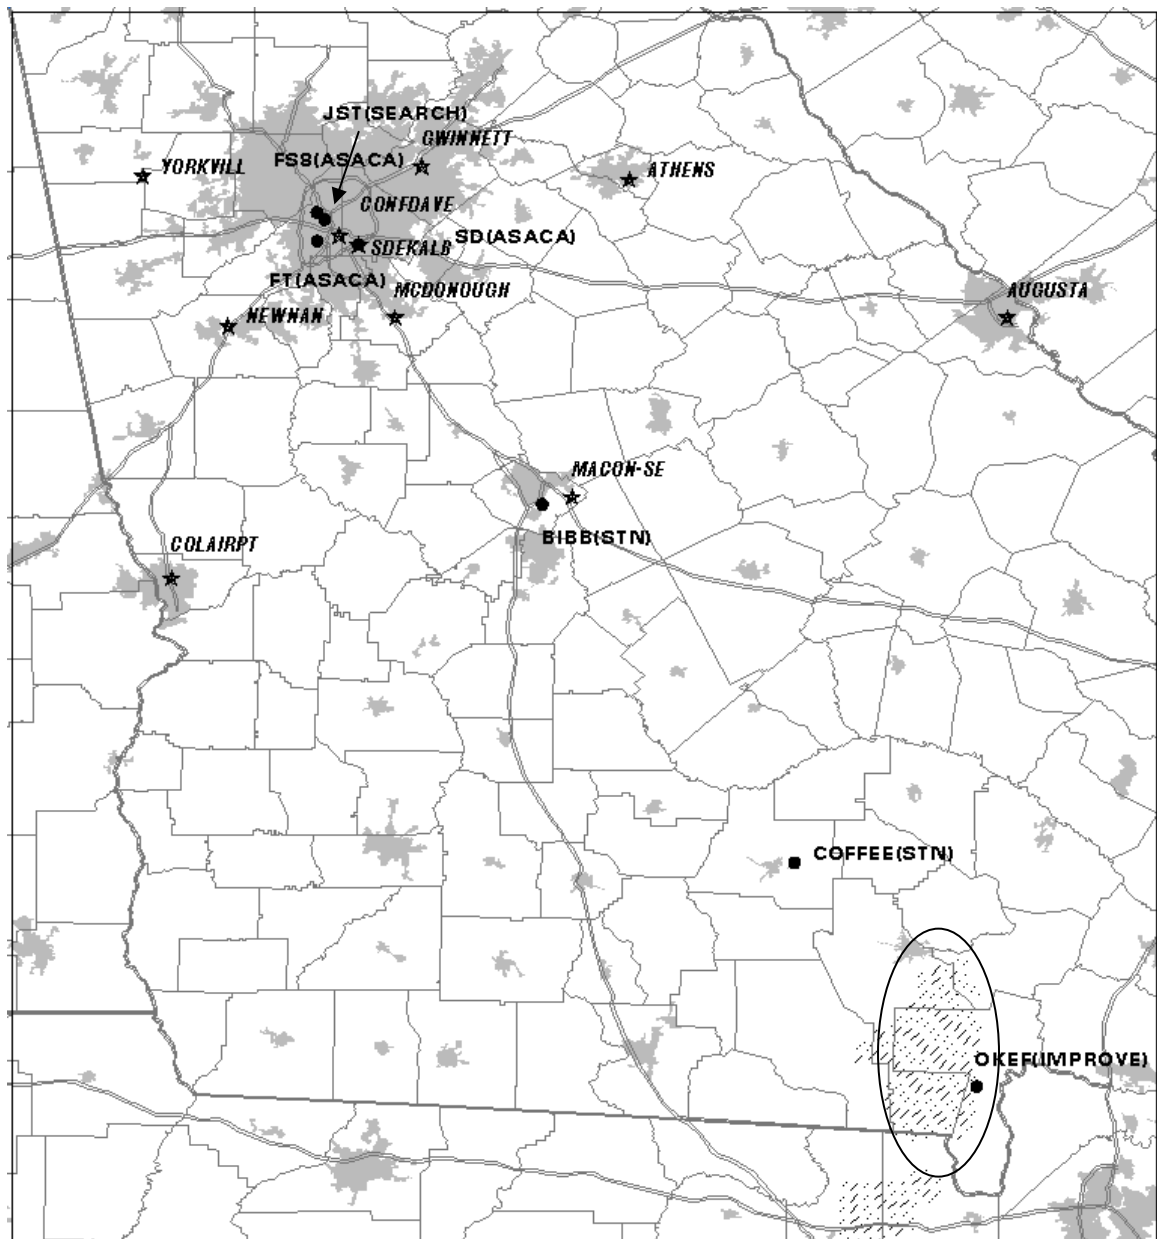 JST(SEARCH)
GWINNETT
FS8(ASACA)
YORKVILL
ATHENS
CONFDAVE
SD(ASACA)
SDEKALB
FT(ASACA)
MCDONOUGH
AUGUSTA
NEWNAN
MACON-SE
BIBB(STN)
COLAIRPT
COFFEE(STN)
OKEF(IMPROVE)